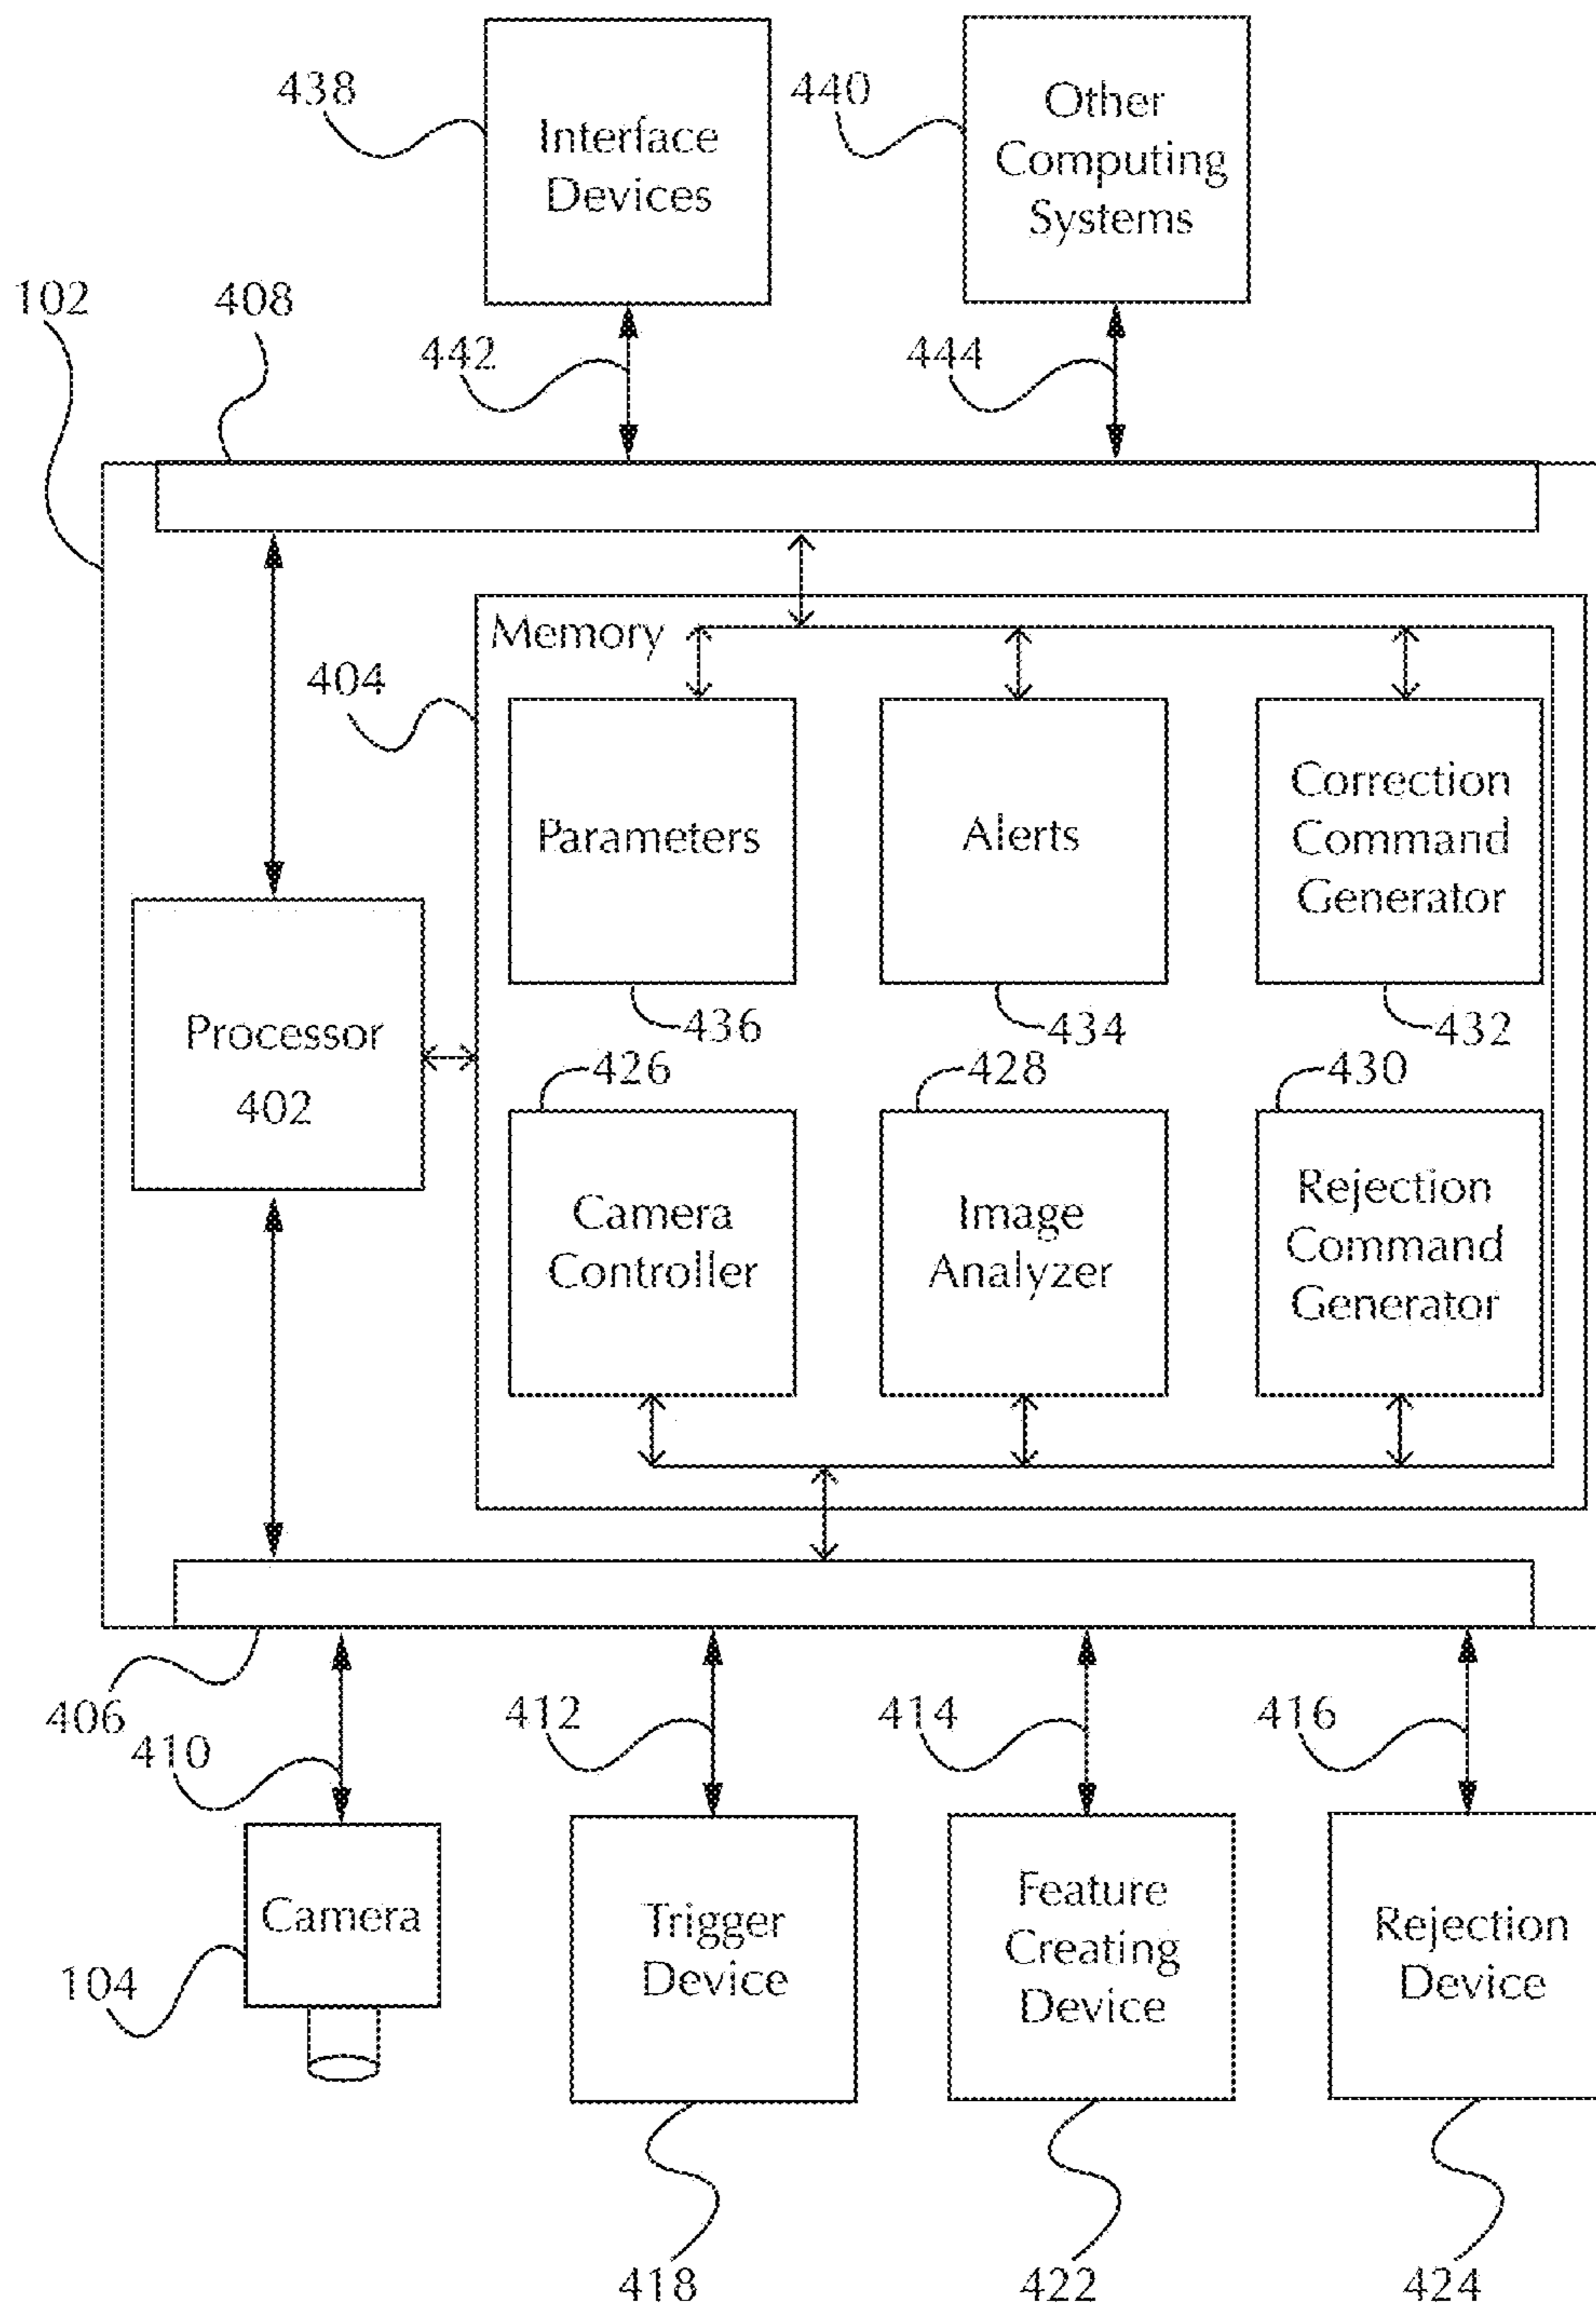 438
Interface
Devices
440
Other
Computing
Systems
102
408
442
444
Memory
404
Parameters
Alerts
Correction
Command
Generator
436
434
432
Processor
402
426
428
430
Camera
Controller
Image
Analyzer
Rejection
Command
Generator
406
410
412
414
416
Camera
104
Trigger
Device
Feature
Creating
Device
Rejection
Device
418
422
424